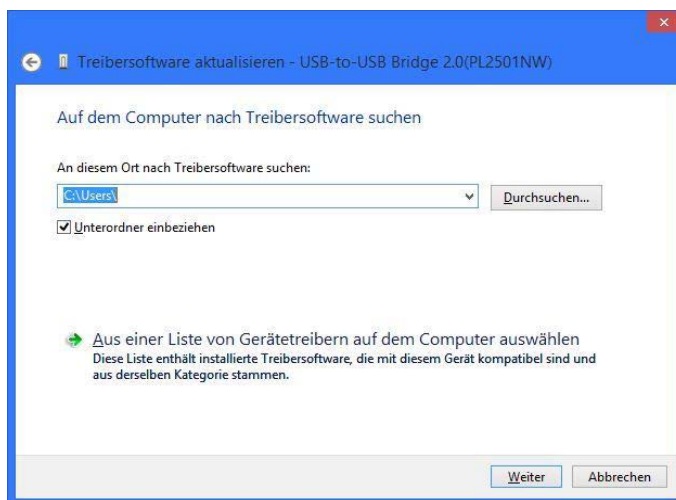 Treibersoftware aktualisieren - USB-to-USB Bridge 2.0(PL2501NW)
Auf dem Computer nach Treibersoftware suchen
An diesem Ort nach Treibersoftware suchen:
C:\Users\
Durchsuchen...
Unterordner einbeziehen
Aus einer Liste von Gerätetreibern auf dem Computer auswählen
Diese Liste enthält installierte Treibersoftware, die mit diesem Gerät kompatibel sind und
aus derselben Kategorie stammen.
Weiter
Abbrechen